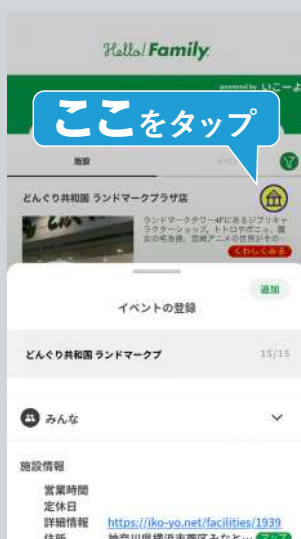 Hello! Family
powered by いこーよ
ここをタップ
施設
どんぐり共和国 ランドマークプラザ店
ランドマークタワー4Fにあるジブリキャ
ラクターショップ。トトロやポニョ、魔
女の宅急便、宮崎アニメの世界がその…
くわしくみる
追加
イベントの登録
どんぐり共和国 ランドマークプ 15/15
みんな
施設情報
営業時間
定休日
詳細情報 https://iko-yo.net/facilities/1939
住所 神奈川県横浜市西区みなと… マップ